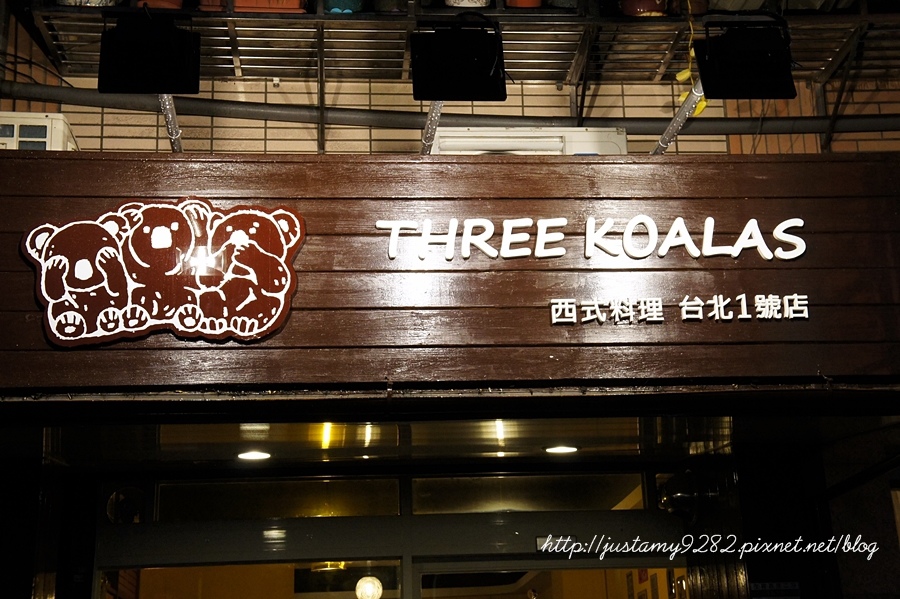 THREE KOALAS
西式料理 台北1號店
http://justamy9282.pixnet.net/blog